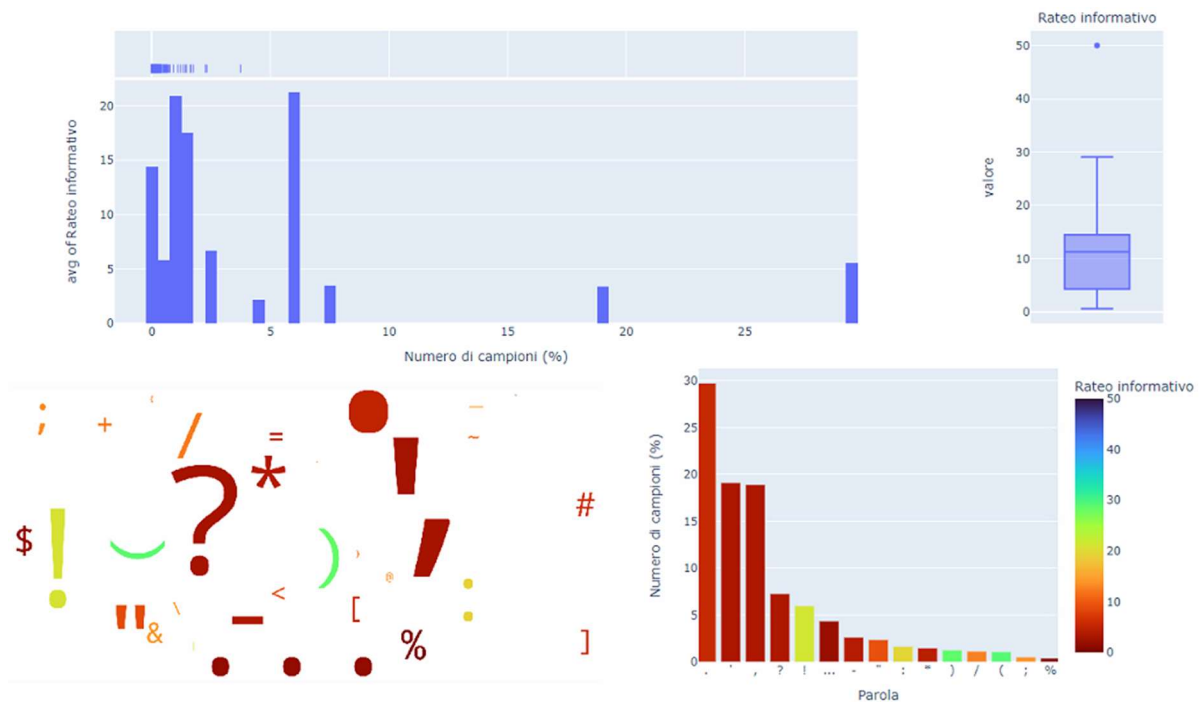 Rateo informativo
50
40
30
20
10
0
valore
20
15
10
5
0
avg of Rateo informativo
0 5 10 15 20 25
Numero di campioni (%)
; + / = . — ~
? * ' #
$ ! ( ) , :
" & \ - < [ @ ]
... %
Rateo informativo
50
40
30
20
10
0
30
25
20
15
10
5
0
Numero di campioni (%)
. ' , ? ! ... - " : * ) / ( ; %
Parola